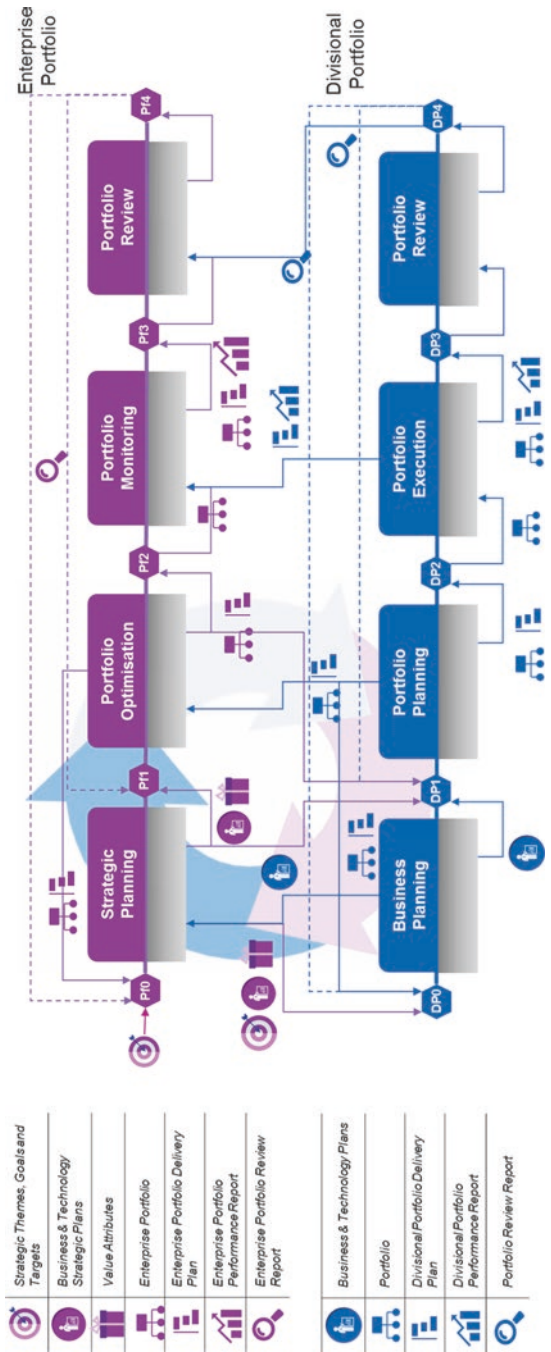 Enterprise
Portfolio
Pf0
Strategic
Planning
Pf1
Portfolio
Optimisation
Pf2
Portfolio
Monitoring
Pf3
Portfolio
Review
Pf4
Divisional
Portfolio
DP0
Business
Planning
DP1
Portfolio
Planning
DP2
Portfolio
Execution
DP3
Portfolio
Review
DP4
Strategic Themes, Goals and
Targets
Business & Technology
Strategic Plans
Value Attributes
Enterprise Portfolio
Enterprise Portfolio Delivery
Plan
Enterprise Portfolio
Performance Report
Enterprise Portfolio Review
Report
Business & Technology Plans
Portfolio
Divisional Portfolio Delivery
Plan
Divisional Portfolio
Performance Report
Portfolio Review Report